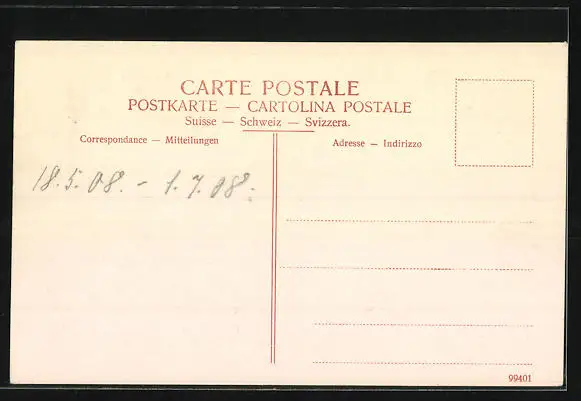 CARTE POSTALE
POSTKARTE — CARTOLINA POSTALE
Suisse — Schweiz — Svizzera.
Correspondance — Mitteilungen
Adresse — Indirizzo
18.5.08. - 1.7.08.
99401